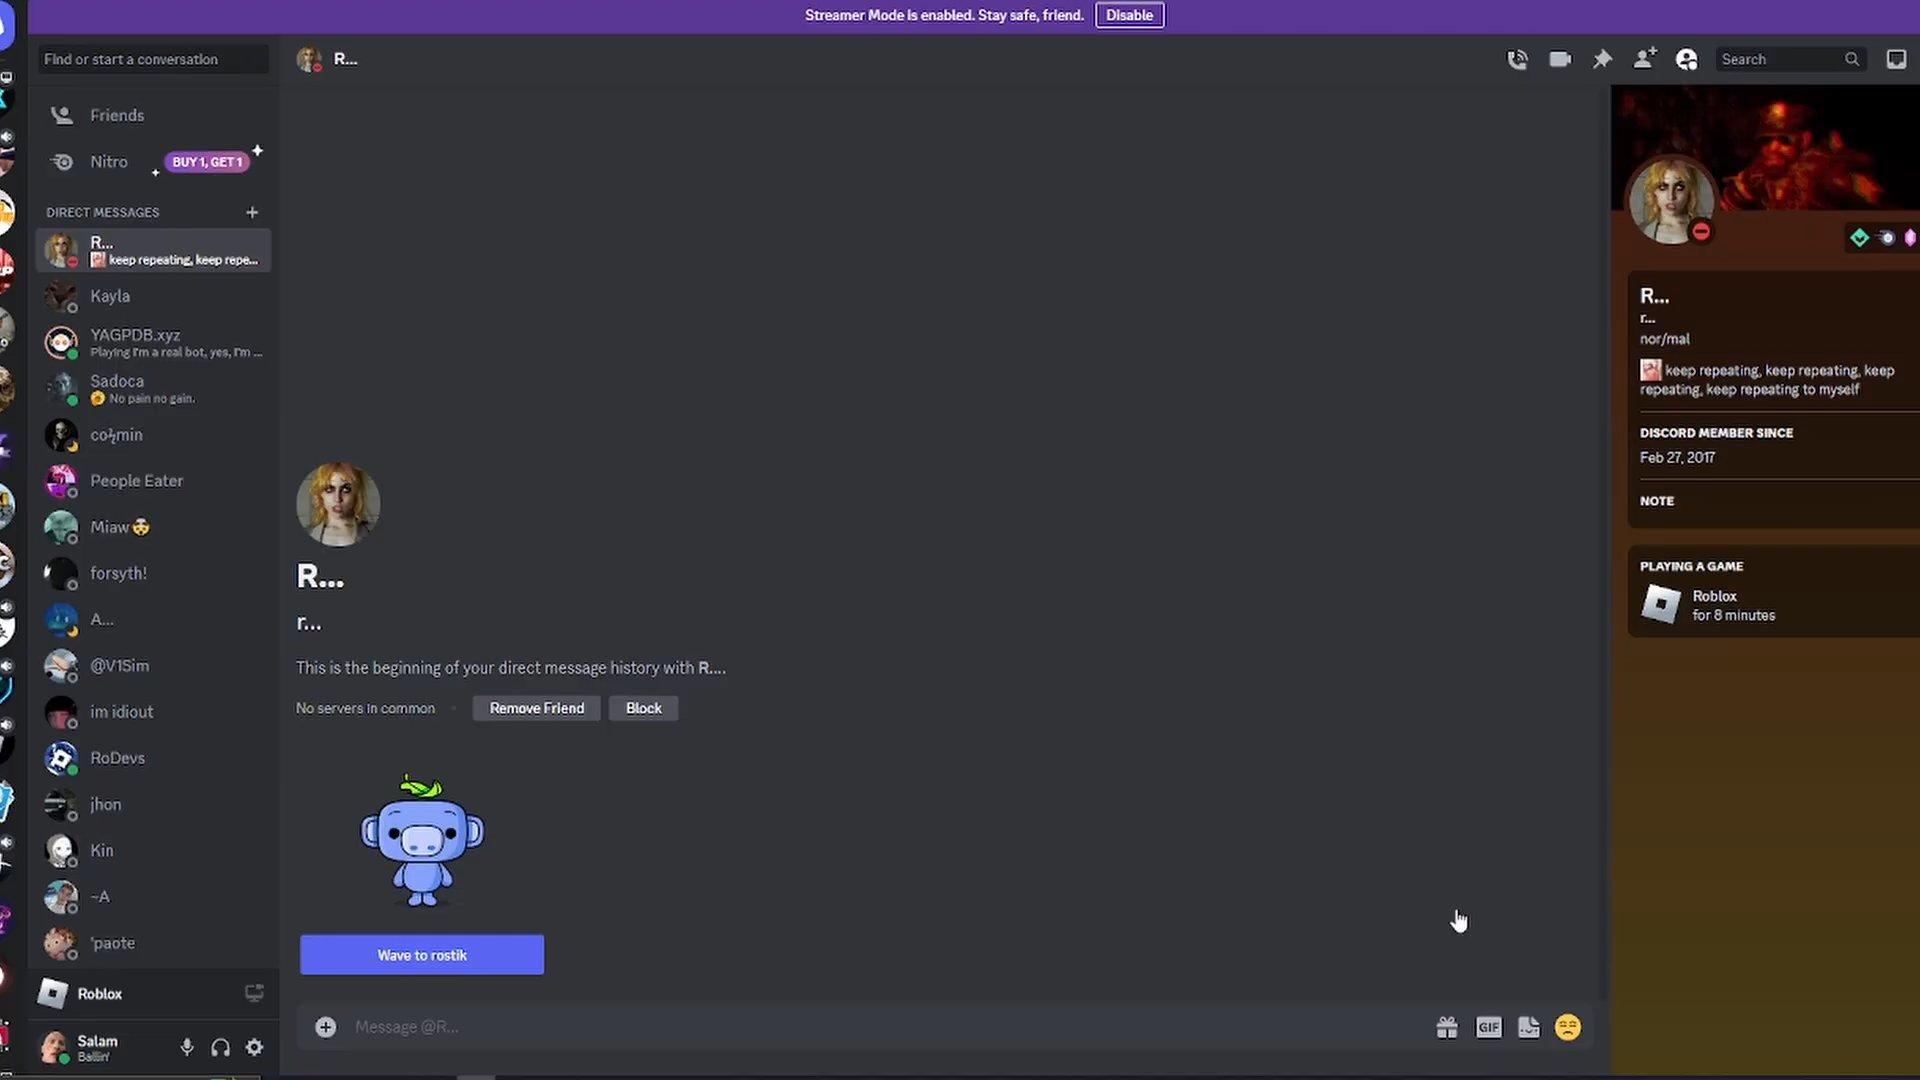 Streamer Mode is enabled. Stay safe, friend.
Disable
Find or start a conversation
R...
Search
Friends
Nitro
BUY 1, GET 1
DIRECT MESSAGES
R...
keep repeating, keep repe...
Kayla
YAGPDB.xyz
Playing I'm a real bot, yes, I'm ...
Sadoca
No pain no gain.
People Eater
Miaw
forsyth!
A...
@V1Sim
im idiout
RoDevs
jhon
Kin
~A
'paote
Roblox
Salam
Ballin'
R...
r...
This is the beginning of your direct message history with R....
No servers in common
Remove Friend
Block
Wave to rostik
Message @R...
GIF
R...
r...
nor/mal
keep repeating, keep repeating, keep
repeating, keep repeating to myself
DISCORD MEMBER SINCE
Feb 27, 2017
NOTE
PLAYING A GAME
Roblox
for 8 minutes